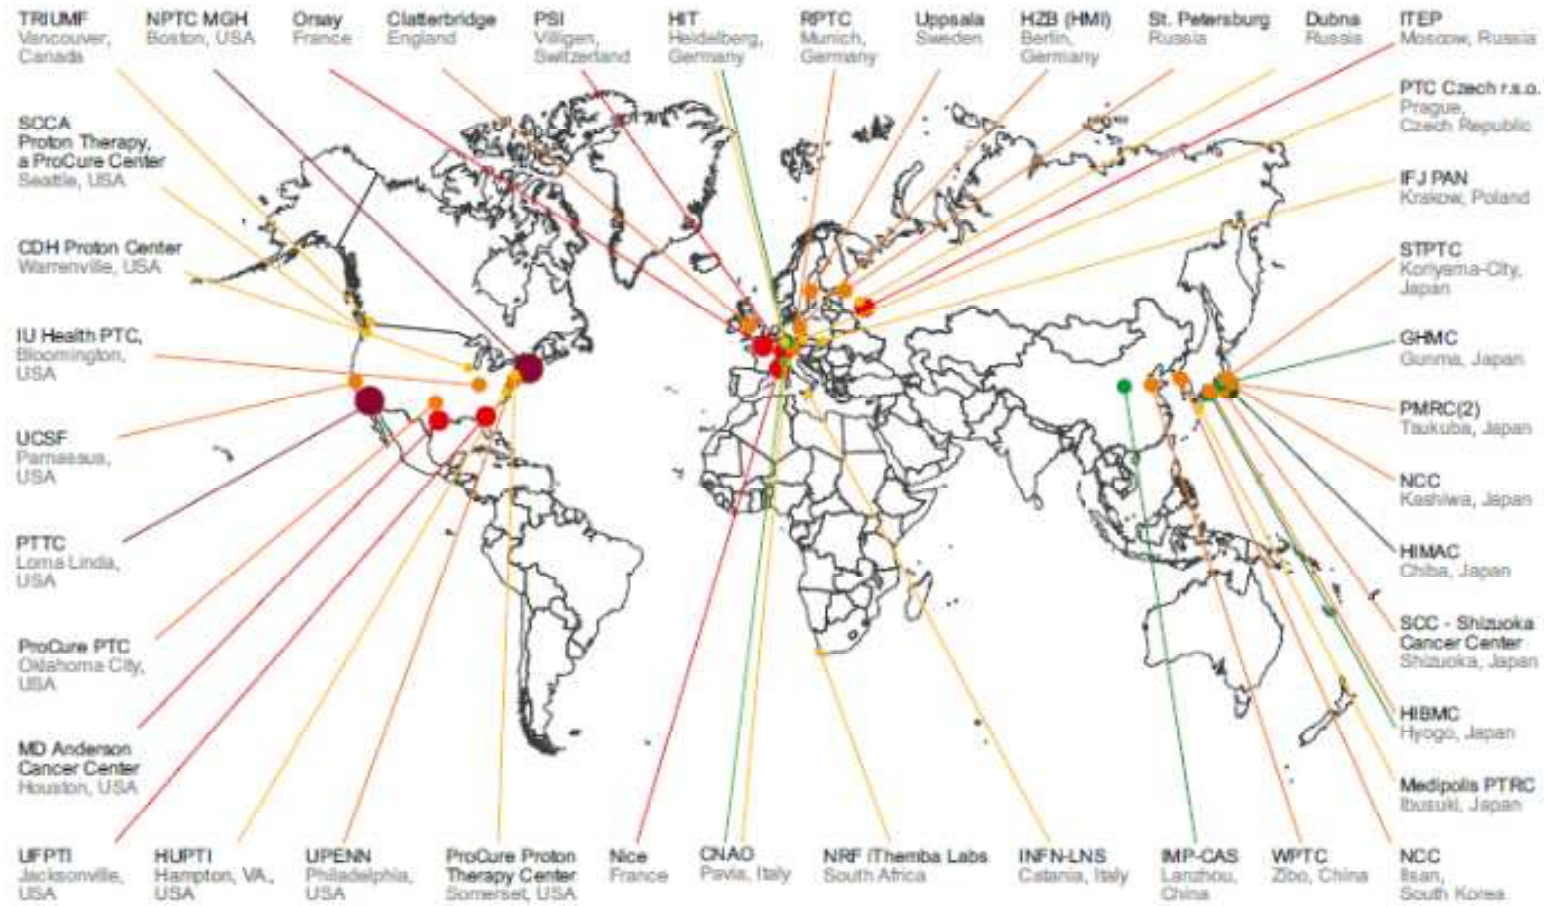 TRIUMF
Vancouver,
Canada
NPTC MGH
Boston, USA
Orsay
France
Clatterbridge
England
PSI
Villigen,
Switzerland
HIT
Heidelberg,
Germany
RPTC
Munich,
Germany
Uppsala
Sweden
HZB (HMI)
Berlin,
Germany
St. Petersburg
Russia
Dubna
Russia
ITEP
Moscow, Russia
SCCA
Proton Therapy,
a ProCure Center
Seattle, USA
CDH Proton Center
Warrenville, USA
IU Health PTC,
Bloomington,
USA
UCSF
Parnassus,
USA
PTTC
Loma Linda,
USA
ProCure PTC
Oklahoma City,
USA
MD Anderson
Cancer Center
Houston, USA
PTC Czech r.s.o.
Prague,
Czech Republic
IFJ PAN
Krakow, Poland
STPTC
Koriyama-City,
Japan
GHMC
Gunma, Japan
PMRC(2)
Tsukuba, Japan
NCC
Kashiwa, Japan
HIMAC
Chiba, Japan
SCC - Shizuoka
Cancer Center
Shizuoka, Japan
HIBMC
Hyogo, Japan
Medipolis PTRC
Ibusuki, Japan
UFPTI
Jacksonville,
USA
HUPTI
Hampton, VA.,
USA
UPENN
Philadelphia,
USA
ProCure Proton
Therapy Center
Somerset, USA
Nice
France
CNAO
Pavia, Italy
NRF iThemba Labs
South Africa
INFN-LNS
Catania, Italy
IMP-CAS
Lanzhou,
China
WPTC
Zibo, China
NCC
Ilsan,
South Korea